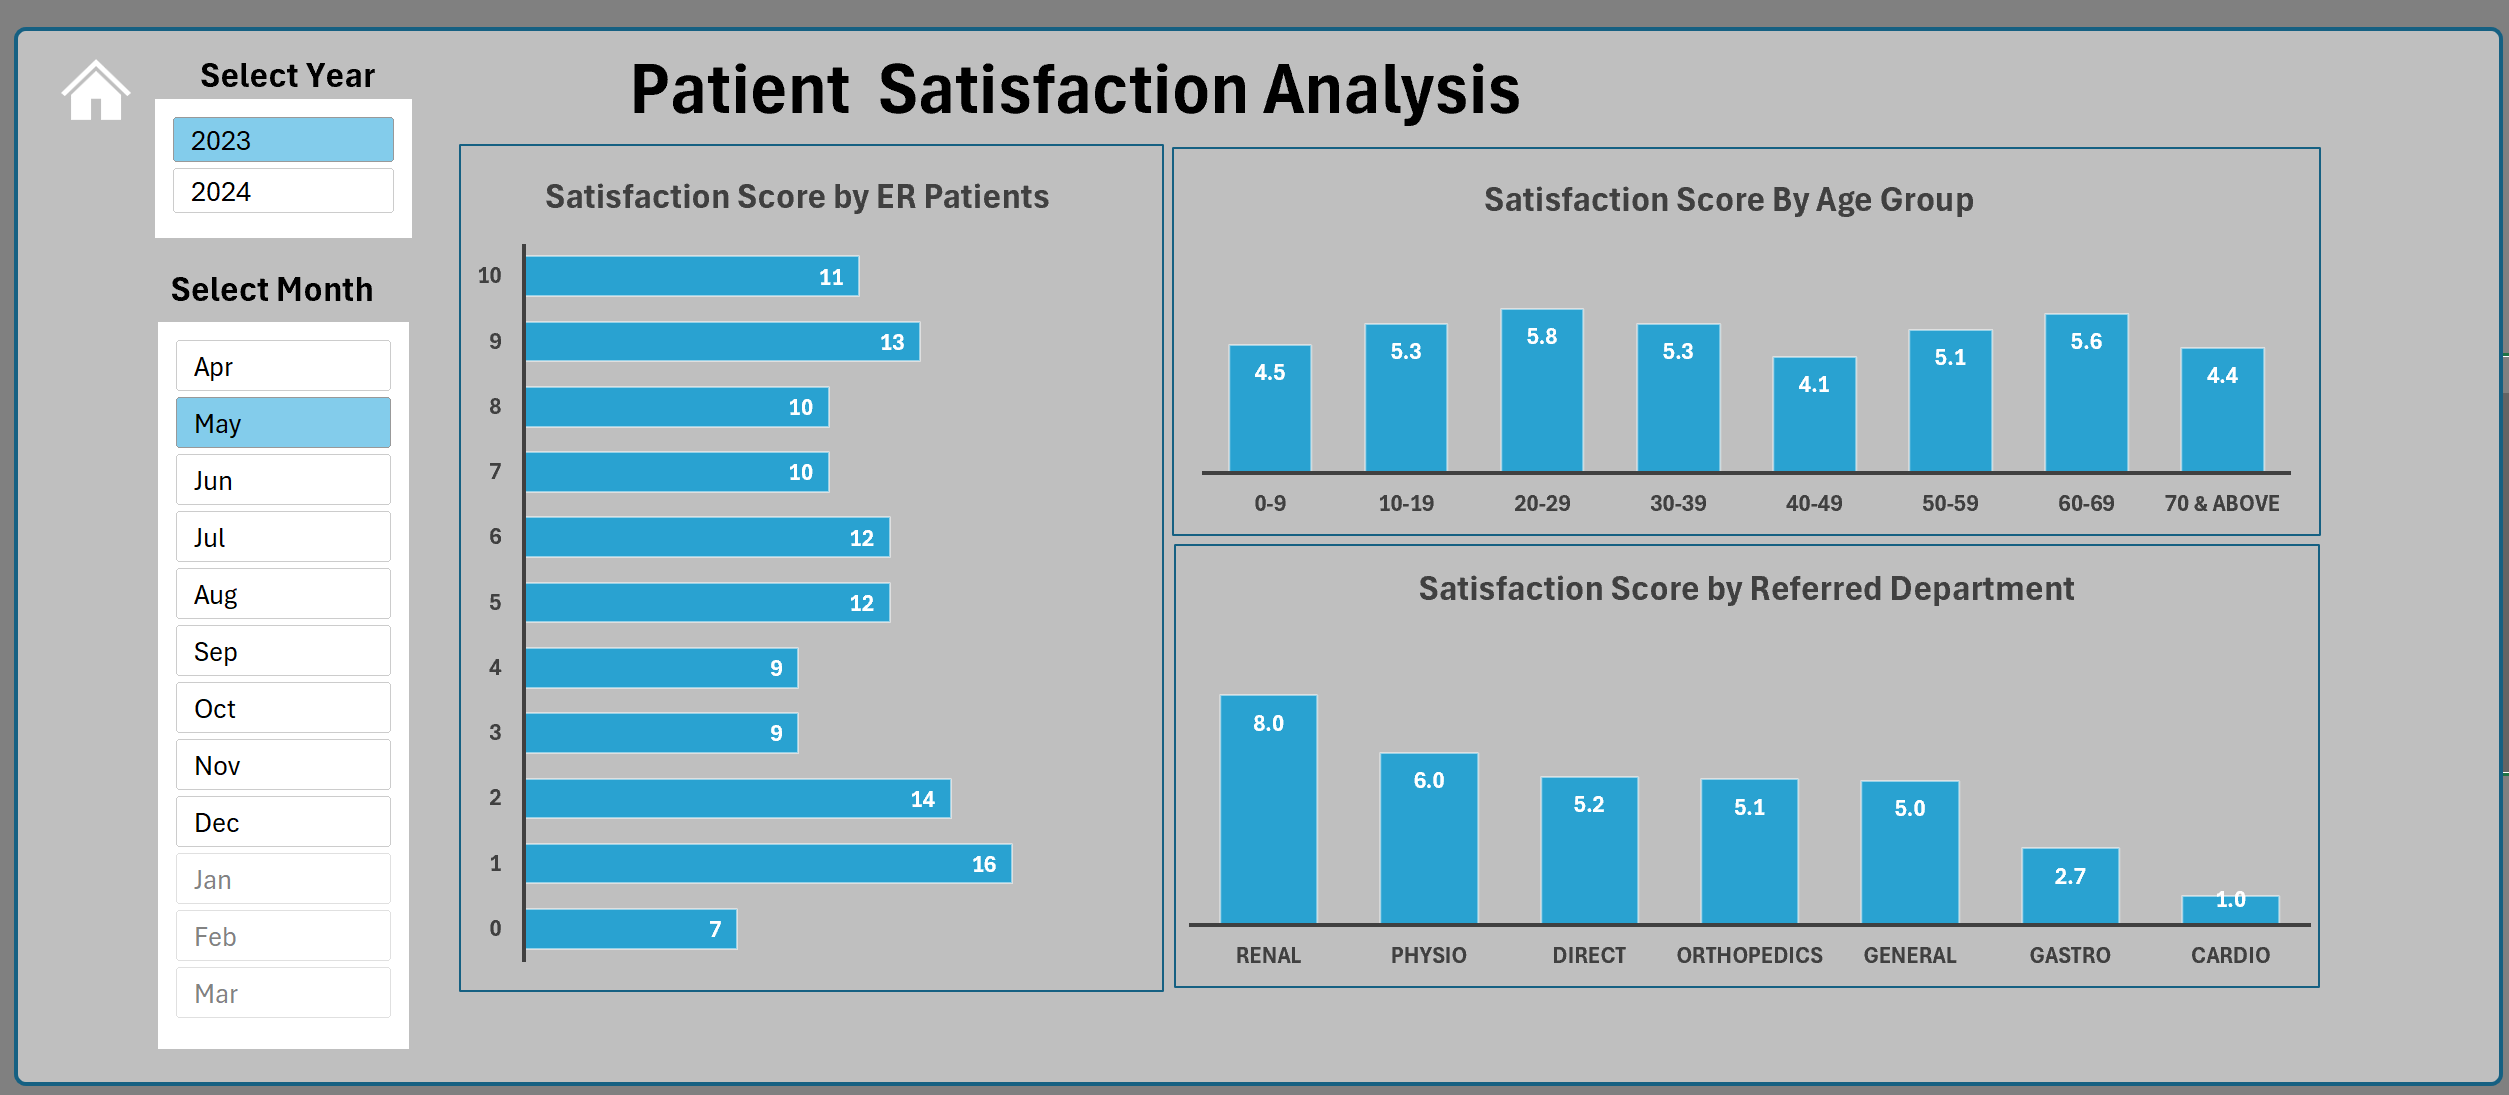 Select Year
2023
2024
Select Month
Apr
May
Jun
Jul
Aug
Sep
Oct
Nov
Dec
Jan
Feb
Mar
Patient  Satisfaction Analysis
Satisfaction Score by ER Patients
10 11
9 13
8 10
7 10
6 12
5 12
4 9
3 9
2 14
1 16
0 7
Satisfaction Score By Age Group
4.5 5.3 5.8 5.3 4.1 5.1 5.6 4.4
0-9 10-19 20-29 30-39 40-49 50-59 60-69 70 & ABOVE
Satisfaction Score by Referred Department
8.0 6.0 5.2 5.1 5.0 2.7 1.0
RENAL PHYSIO DIRECT ORTHOPEDICS GENERAL GASTRO CARDIO